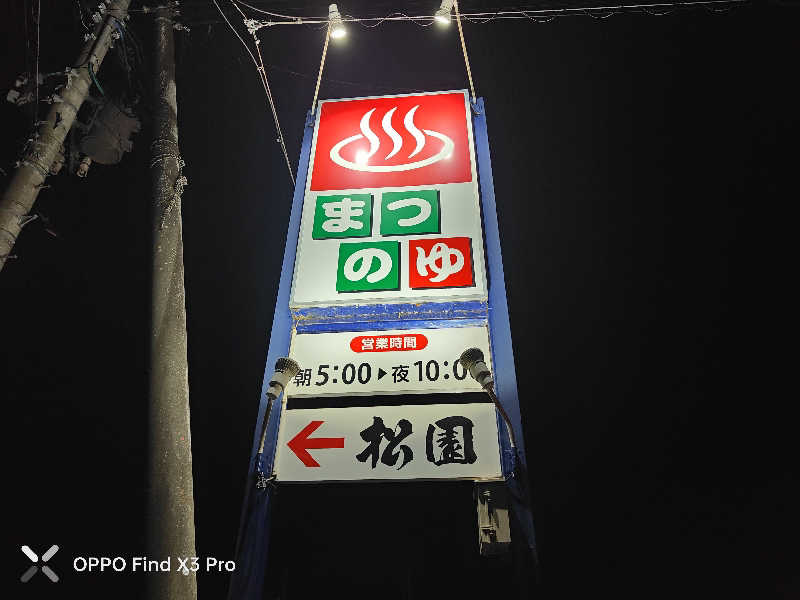 まつ
のゆ
営業時間
朝5:00▶夜10:00
← 松園
OPPO Find X3 Pro